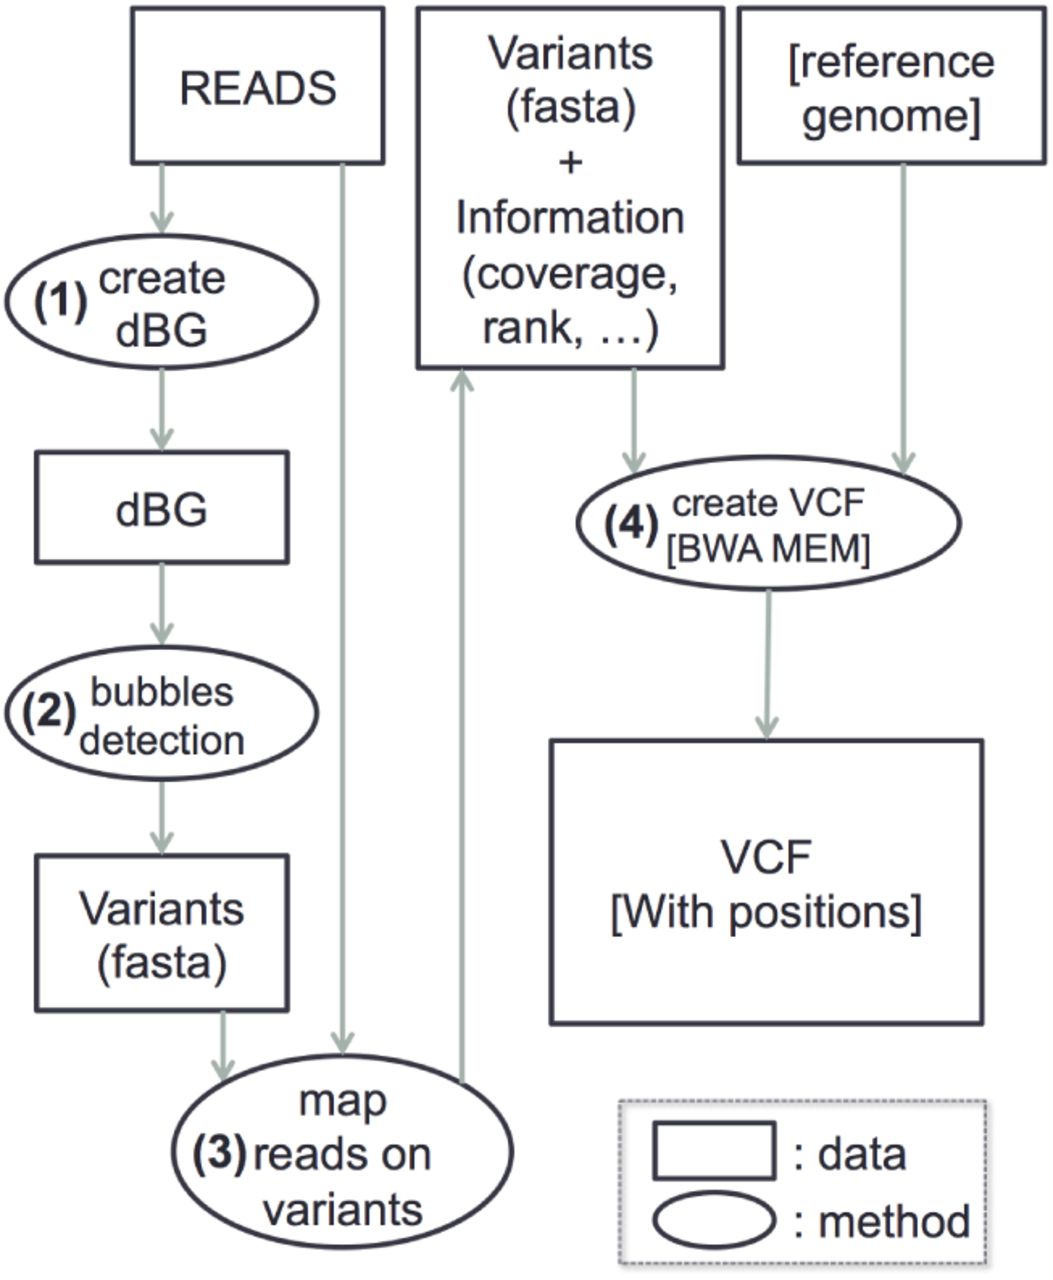 READS
(1) create
dBG
dBG
(2) bubbles
detection
Variants
(fasta)
map
(3) reads on
variants
Variants
(fasta)
+
Information
(coverage,
rank, ...)
[reference
genome]
(4) create VCF
[BWA MEM]
VCF
[With positions]
: data
: method